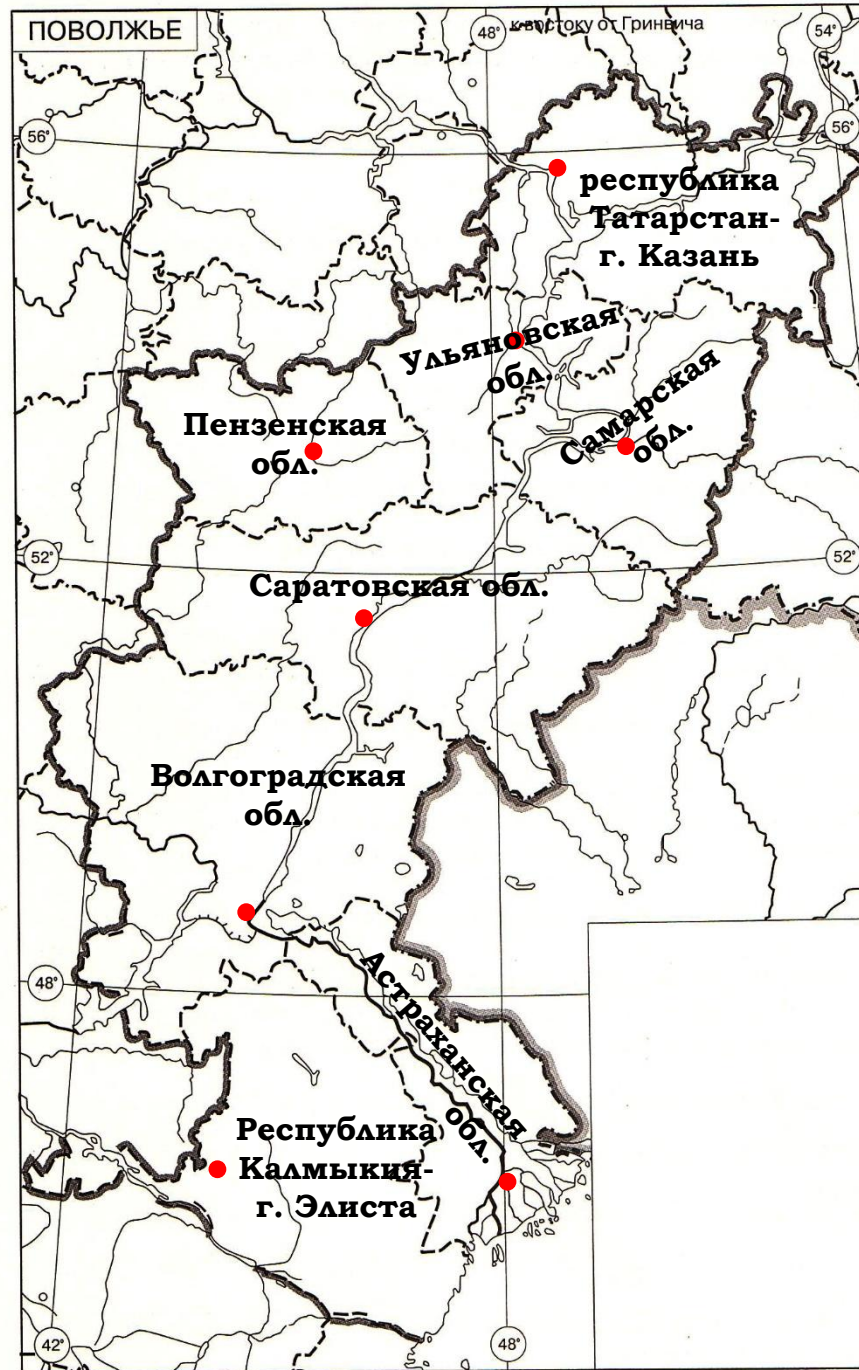 ПОВОЛЖЬЕ
48°
к востоку от Гринвича
54°
56°
56°
республика
Татарстан-
г. Казань
Ульяновская
обл.
Самарская
обл.
Пензенская
обл.
52°
52°
Саратовская обл.
Волгоградская
обл.
48°
Астраханская
обл.
Республика
Калмыкия-
г. Элиста
42°
48°